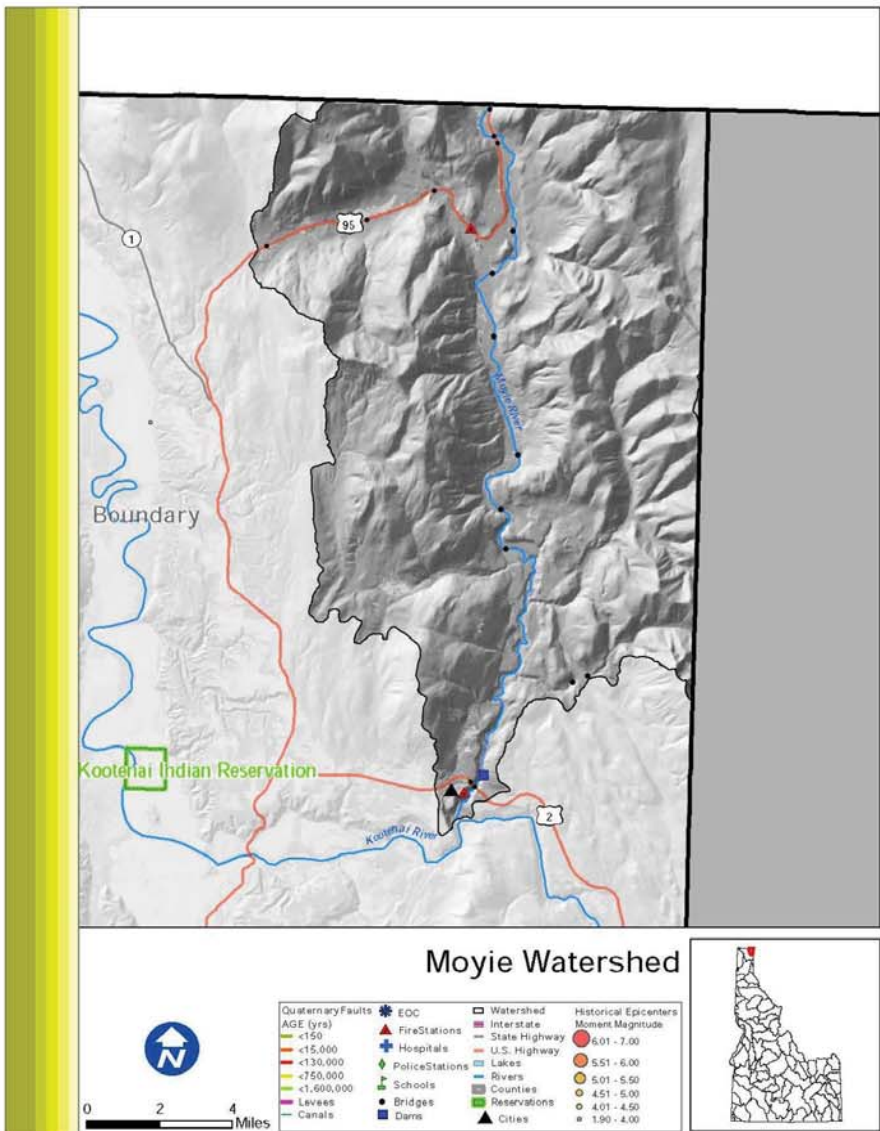 95
1
Moyie River
Boundary
Kootenai Indian Reservation
2
Kootenai River
Moyie Watershed
N
0 2 4
Miles
Quaternary Faults
AGE (yrs)
<150
<15,000
<130,000
<750,000
<1,600,000
Levees
Canals
EOC
FireStations
Hospitals
PoliceStations
Schools
Bridges
Dams
Watershed
Interstate
State Highway
U.S. Highway
Lakes
Rivers
Counties
Reservations
Cities
Historical Epicenters
Moment Magnitude
6.01 - 7.00
5.51 - 6.00
5.01 - 5.50
4.51 - 5.00
4.01 - 4.50
1.90 - 4.00